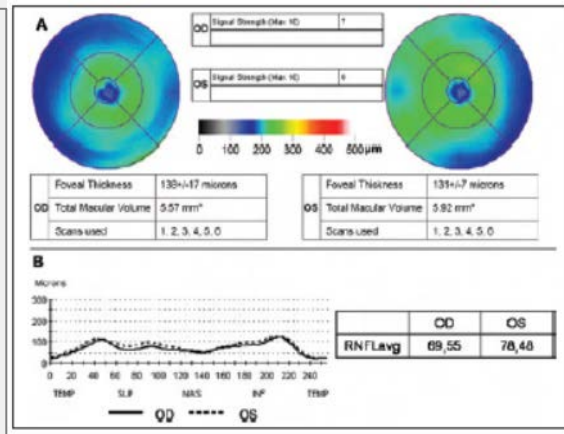 A
OD Signal Strength (Max 10) 7
OS Signal Strength (Max 10) 6
0 100 200 300 400 500 µm
OD
Foveal Thickness 138+/-17 microns
Total Macular Volume 5.57 mm³
Scans used 1, 2, 3, 4, 5, 6
OS
Foveal Thickness 131+/-7 microns
Total Macular Volume 5.92 mm³
Scans used 1, 2, 3, 4, 5, 6
B
Microns
300
200
100
0
0 20 40 60 80 100 120 140 160 180 200 220 240
TEMP SUP NAS INF TEMP
OD OS
OD OS
RNFLavg 69,55 78,48